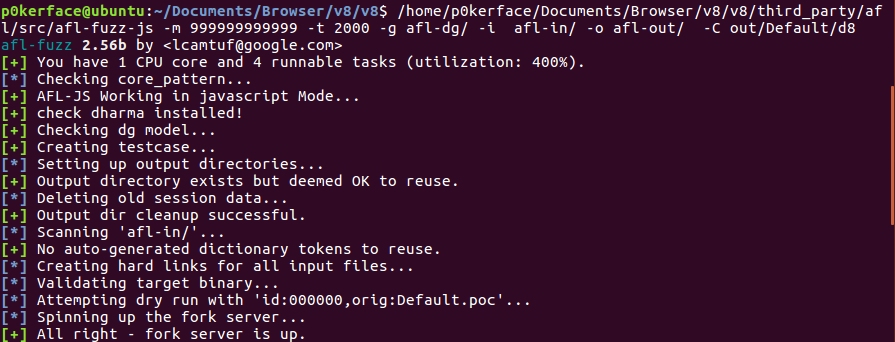 p0kerface@ubuntu:~/Documents/Browser/v8/v8$ /home/p0kerface/Documents/Browser/v8/v8/third_party/af
l/src/afl-fuzz-js -m 999999999999 -t 2000 -g afl-dg/ -i  afl-in/ -o afl-out/  -C out/Default/d8
afl-fuzz 2.56b by <lcamtuf@google.com>
[+] You have 1 CPU core and 4 runnable tasks (utilization: 400%).
[*] Checking core_pattern...
[+] AFL-JS Working in javascript Mode...
[+] check dharma installed!
[+] Checking dg model...
[+] Creating testcase...
[*] Setting up output directories...
[+] Output directory exists but deemed OK to reuse.
[*] Deleting old session data...
[+] Output dir cleanup successful.
[*] Scanning 'afl-in/'...
[+] No auto-generated dictionary tokens to reuse.
[*] Creating hard links for all input files...
[*] Validating target binary...
[*] Attempting dry run with 'id:000000,orig:Default.poc'...
[*] Spinning up the fork server...
[+] All right - fork server is up.